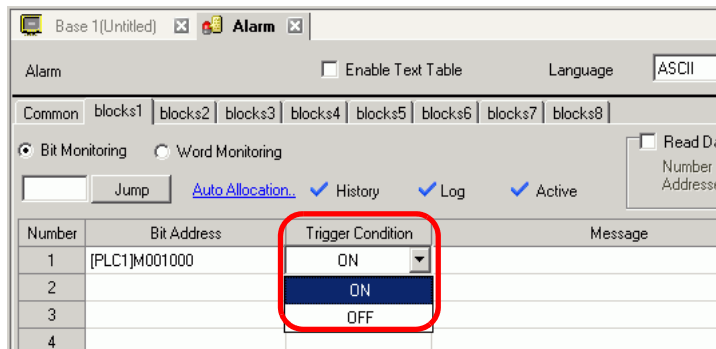 Base 1(Untitled) Alarm
Alarm Enable Text Table Language ASCII
Common blocks1 blocks2 blocks3 blocks4 blocks5 blocks6 blocks7 blocks8
Bit Monitoring Word Monitoring Read Da
Number
Jump Auto Allocation.. History Log Active Addresse
Number Bit Address Trigger Condition Message
1 [PLC1]M001000 ON
2 ON
3 OFF
4